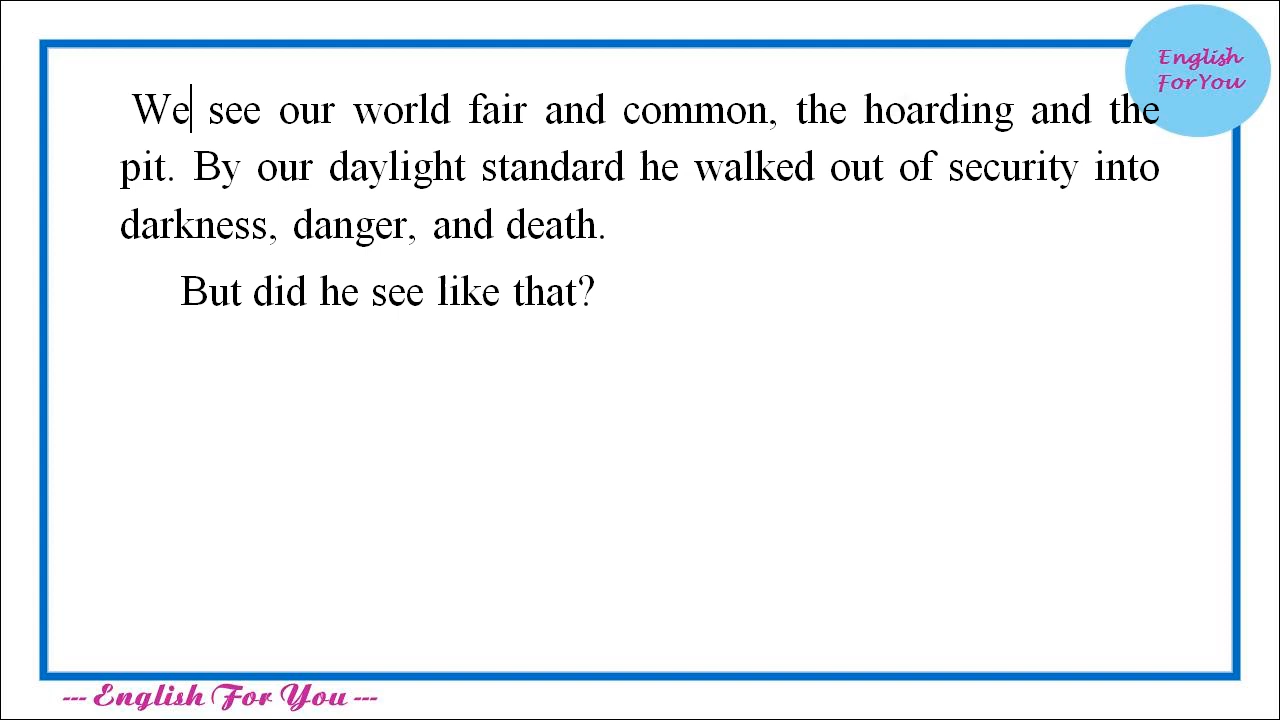 English
ForYou
We see our world fair and common, the hoarding and the
pit. By our daylight standard he walked out of security into
darkness, danger, and death.
But did he see like that?
--- English For You ---